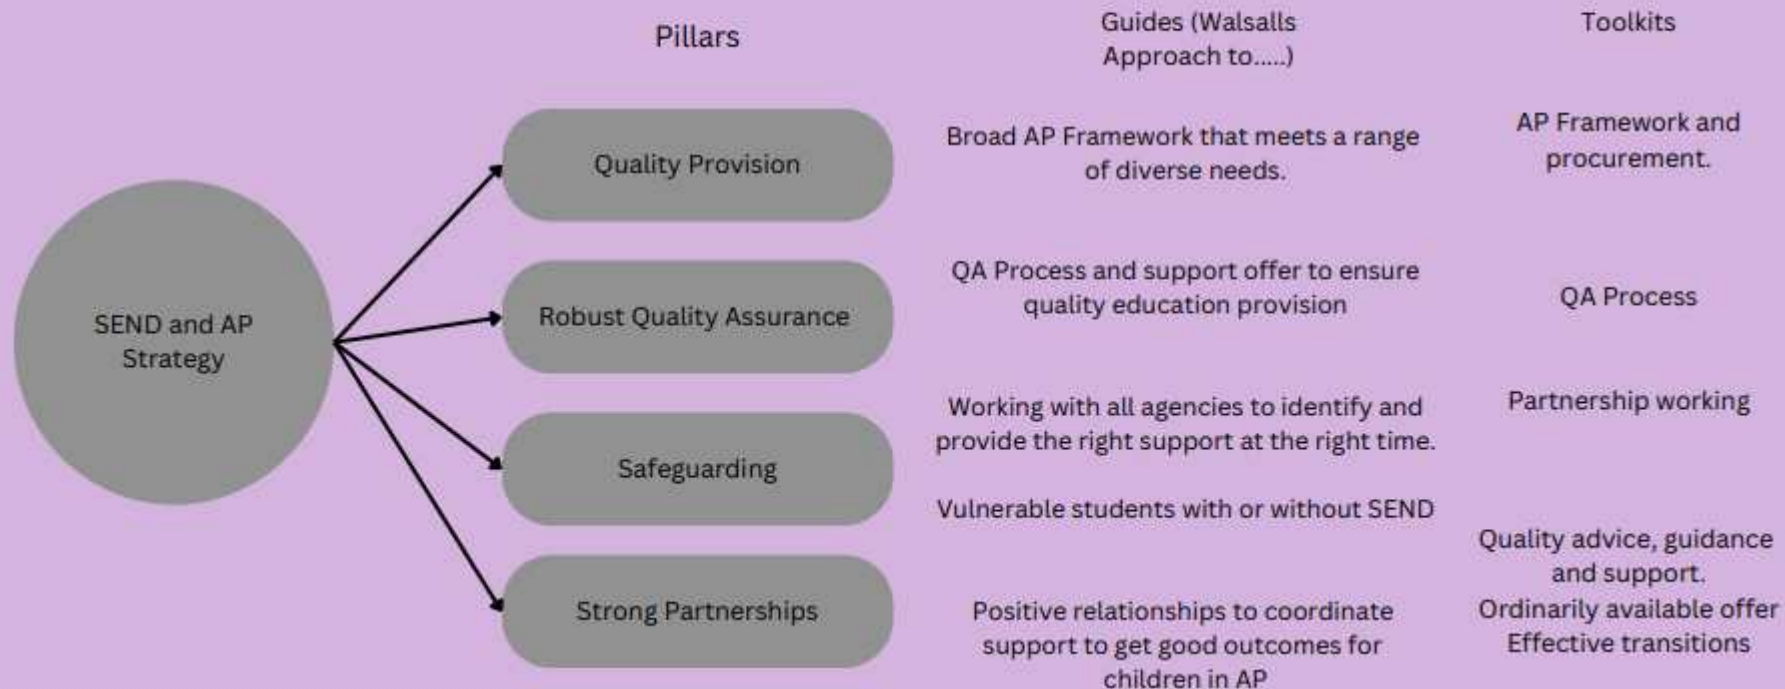 Pillars
Guides (Walsalls
Approach to.....)
Toolkits
SEND and AP
Strategy
Quality Provision
Broad AP Framework that meets a range
of diverse needs.
AP Framework and
procurement.
Robust Quality Assurance
QA Process and support offer to ensure
quality education provision
QA Process
Safeguarding
Working with all agencies to identify and
provide the right support at the right time.
Vulnerable students with or without SEND
Partnership working
Strong Partnerships
Positive relationships to coordinate
support to get good outcomes for
children in AP
Quality advice, guidance
and support.
Ordinarily available offer
Effective transitions